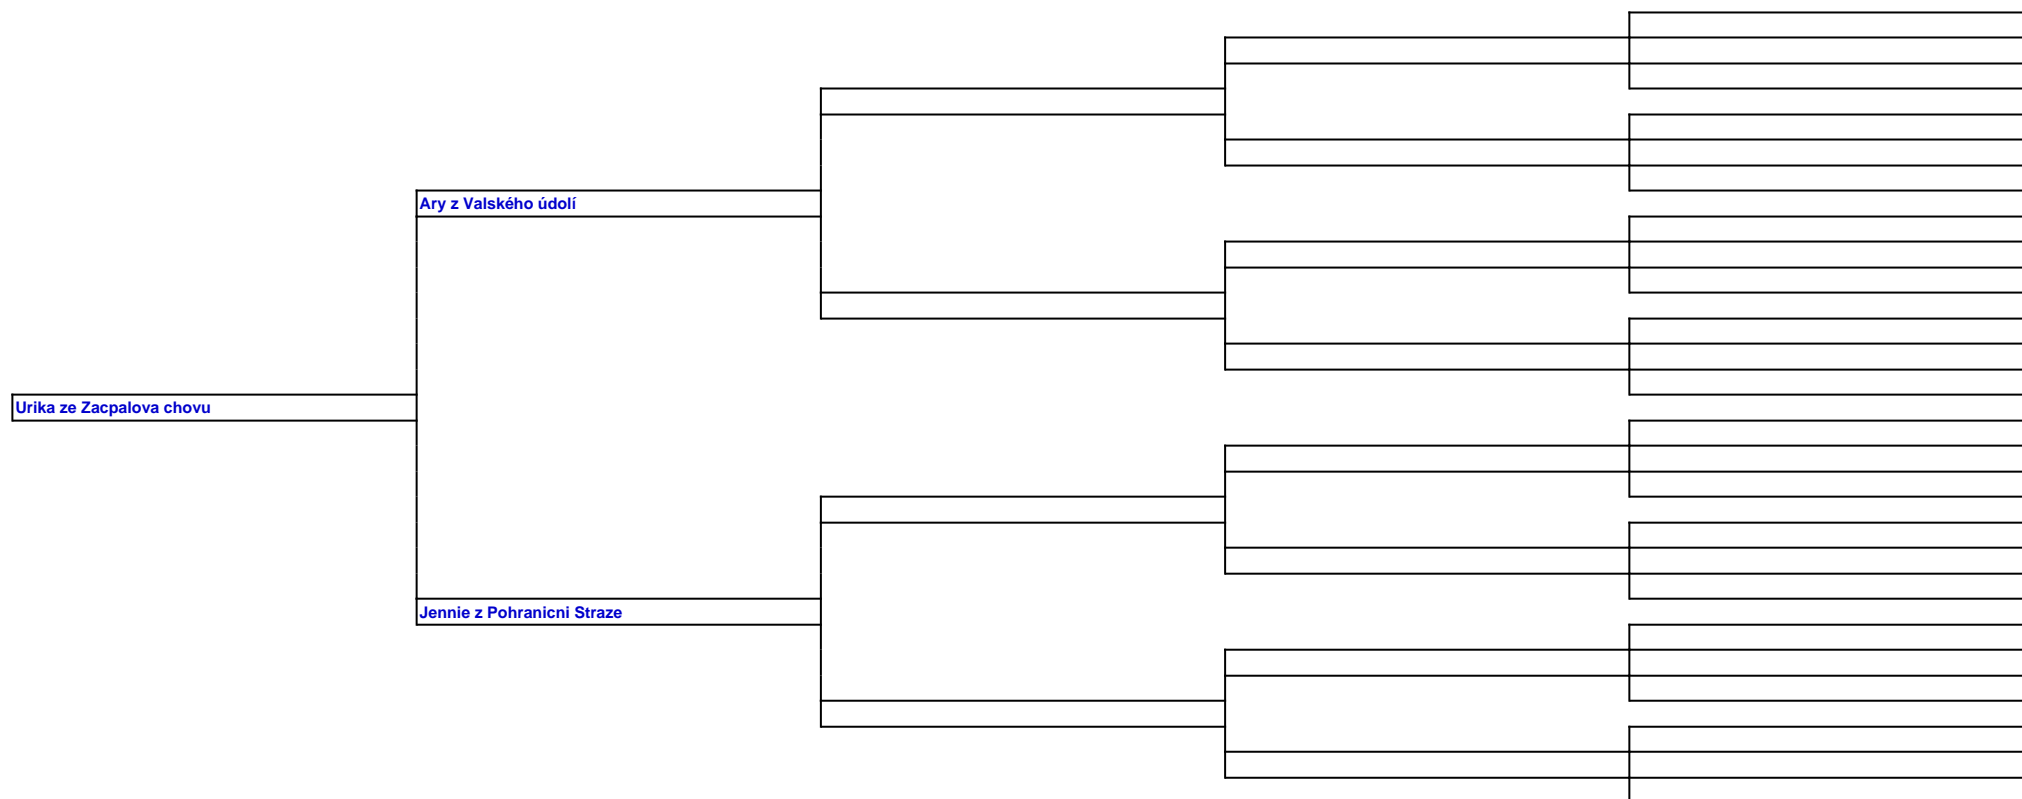 Ary z Valského údolí
Urika ze Zacpalova chovu
Jennie z Pohranicni Straze